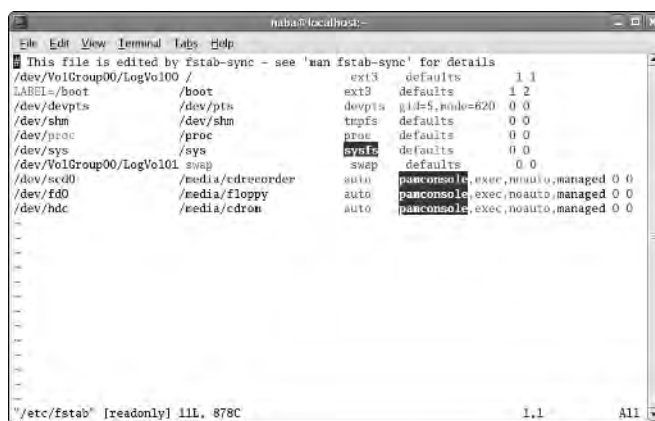 naba@localhost:~
File Edit View Terminal Tabs Help
# This file is edited by fstab-sync - see 'man fstab-sync' for details
/dev/VolGroup00/LogVol00 / ext3 defaults 1 1
LABEL=/boot /boot ext3 defaults 1 2
/dev/devpts /dev/pts devpts gid=5,mode=620 0 0
/dev/shm /dev/shm tmpfs defaults 0 0
/dev/proc /proc proc defaults 0 0
/dev/sys /sys sysfs defaults 0 0
/dev/VolGroup00/LogVol01 swap swap defaults 0 0
/dev/scd0 /media/cdrecorder auto pamconsole,exec,noauto,managed 0 0
/dev/fd0 /media/floppy auto pamconsole,exec,noauto,managed 0 0
/dev/hdc /media/cdrom auto pamconsole,exec,noauto,managed 0 0
~
~
~
~
~
~
~
~
~
~
~
~
"/etc/fstab" [readonly] 11L, 878C 1,1 All